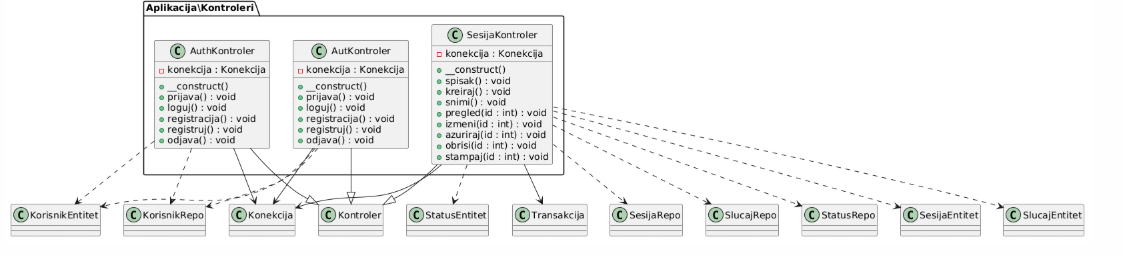 Aplikacija\Kontroleri
C AuthKontroler
konekcija : Konekcija
__construct()
prijava() : void
loguj() : void
registracija() : void
registruj() : void
odjava() : void
C AutKontroler
konekcija : Konekcija
__construct()
prijava() : void
loguj() : void
registracija() : void
registruj() : void
odjava() : void
C SesijaKontroler
konekcija : Konekcija
__construct()
spisak() : void
kreiraj() : void
snimi() : void
pregled(id : int) : void
izmeni(id : int) : void
azuriraj(id : int) : void
obrisi(id : int) : void
stampaj(id : int) : void
C KorisnikEntitet
C KorisnikRepo
C Konekcija
C Kontroler
C StatusEntitet
C Transakcija
C SesijaRepo
C SlucajRepo
C StatusRepo
C SesijaEntitet
C SlucajEntitet